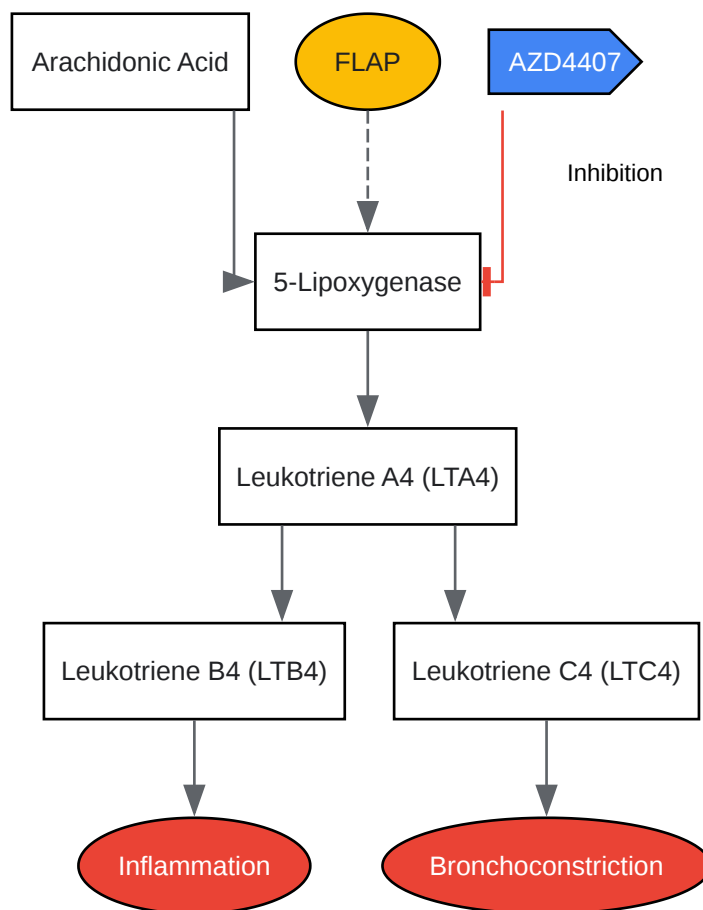 Arachidonic Acid
FLAP
AZD4407
Inhibition
5-Lipoxygenase
Leukotriene A4 (LTA4)
Leukotriene B4 (LTB4)
Leukotriene C4 (LTC4)
Inflammation
Bronchoconstriction